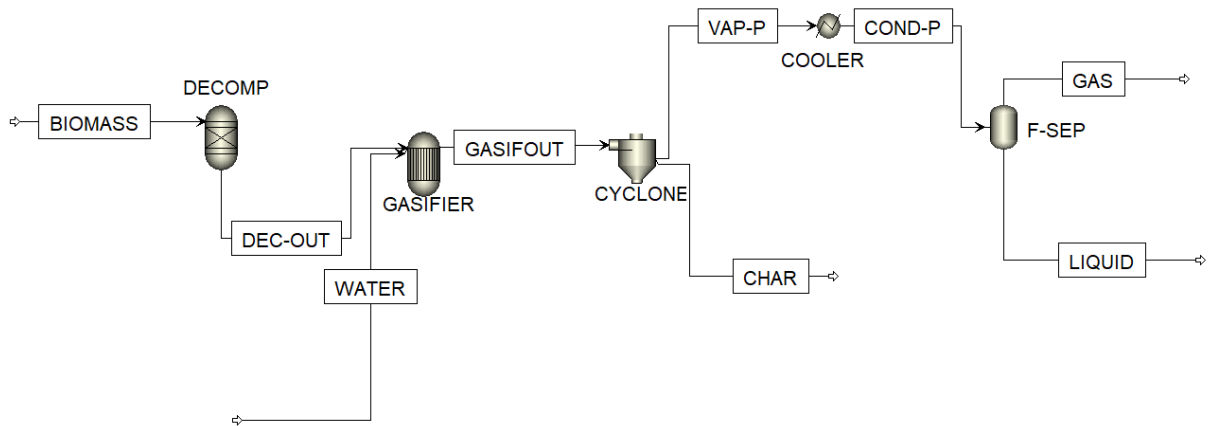 VAP-P
COND-P
COOLER
GAS
DECOMP
BIOMASS
F-SEP
GASIFOUT
CYCLONE
GASIFIER
DEC-OUT
LIQUID
CHAR
WATER